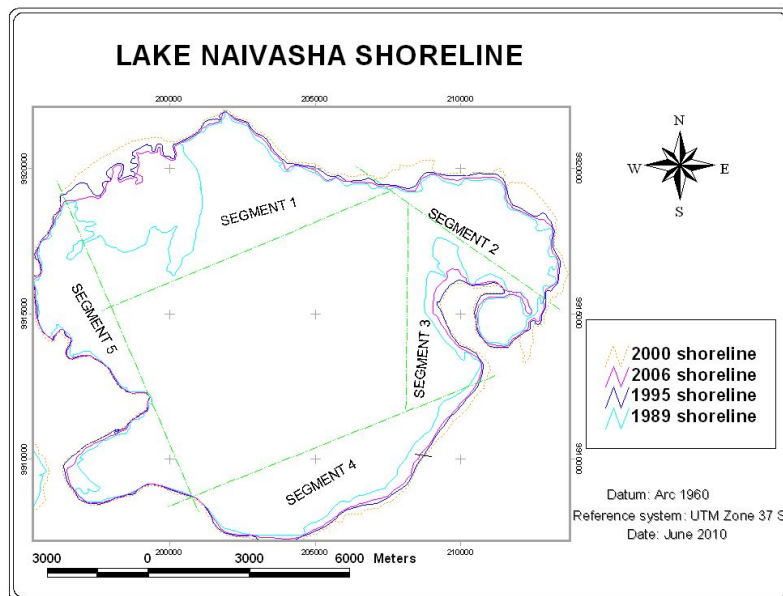 LAKE NAIVASHA SHORELINE
200000 205000 210000
9920000
9915000
9910000
SEGMENT 1
SEGMENT 2
SEGMENT 3
SEGMENT 4
SEGMENT 5
9920000
9915000
9910000
200000 205000 210000
N
W E
S
2000 shoreline
2006 shoreline
1995 shoreline
1989 shoreline
Datum: Arc 1960
Reference system: UTM Zone 37 S
Date: June 2010
3000 0 3000 6000 Meters